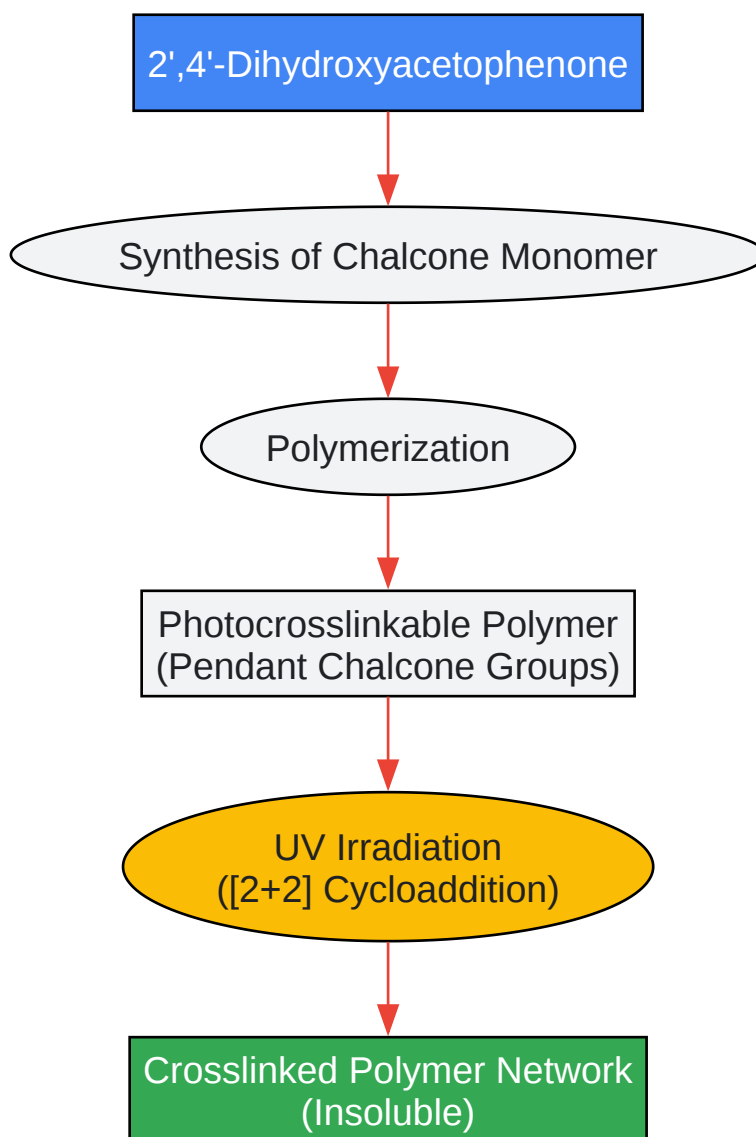 2',4'-Dihydroxyacetophenone
Synthesis of Chalcone Monomer
Polymerization
Photocrosslinkable Polymer
(Pendant Chalcone Groups)
UV Irradiation
([2+2] Cycloaddition)
Crosslinked Polymer Network
(Insoluble)